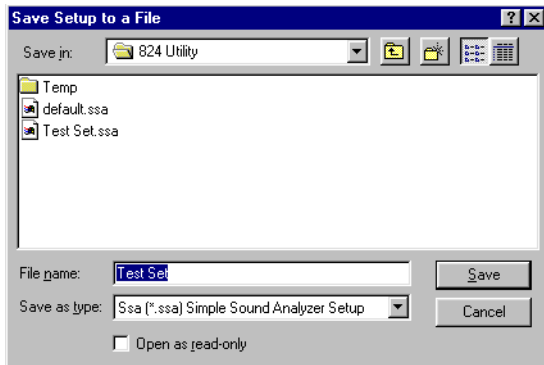 Save Setup to a File
Save in: 824 Utility
Temp
default.ssa
Test Set.ssa
File name: Test Set Save
Save as type: Ssa (*.ssa) Simple Sound Analyzer Setup Cancel
Open as read-only